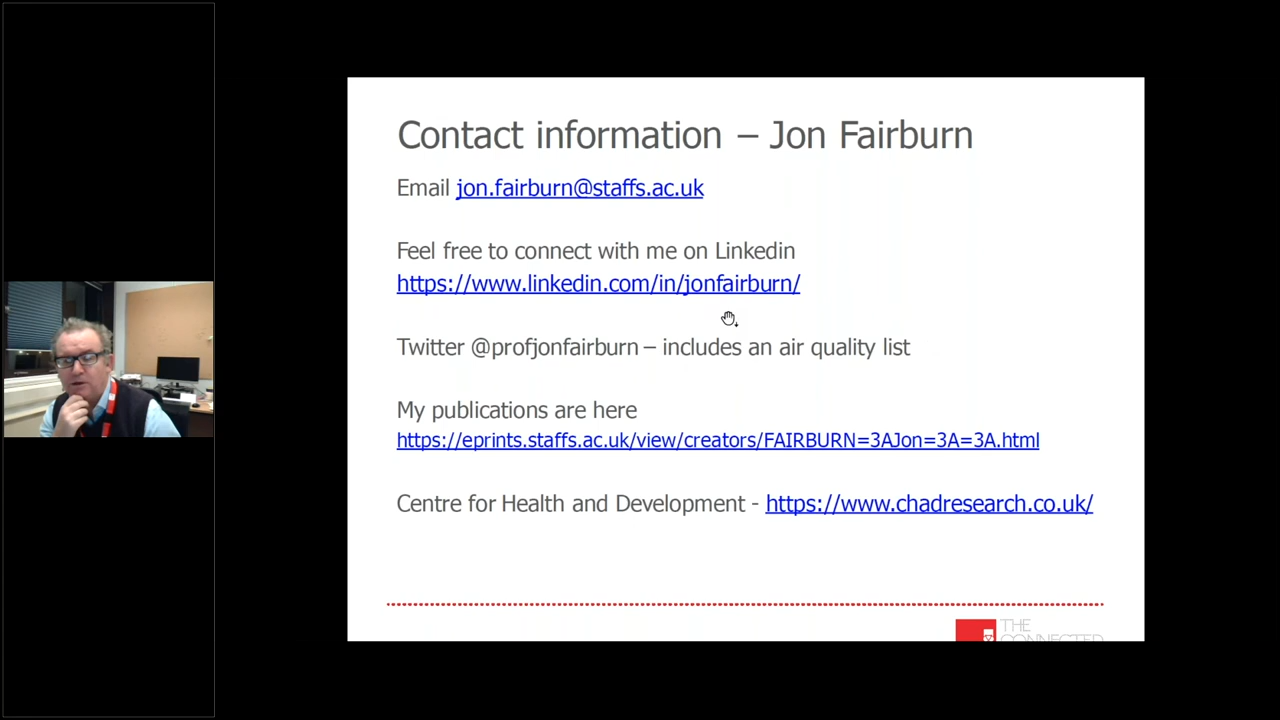 Contact information – Jon Fairburn
Email jon.fairburn@staffs.ac.uk
Feel free to connect with me on Linkedin
https://www.linkedin.com/in/jonfairburn/
Twitter @profjonfairburn – includes an air quality list
My publications are here
https://eprints.staffs.ac.uk/view/creators/FAIRBURN=3AJon=3A=3A.html
Centre for Health and Development - https://www.chadresearch.co.uk/
THE
CONNECTED